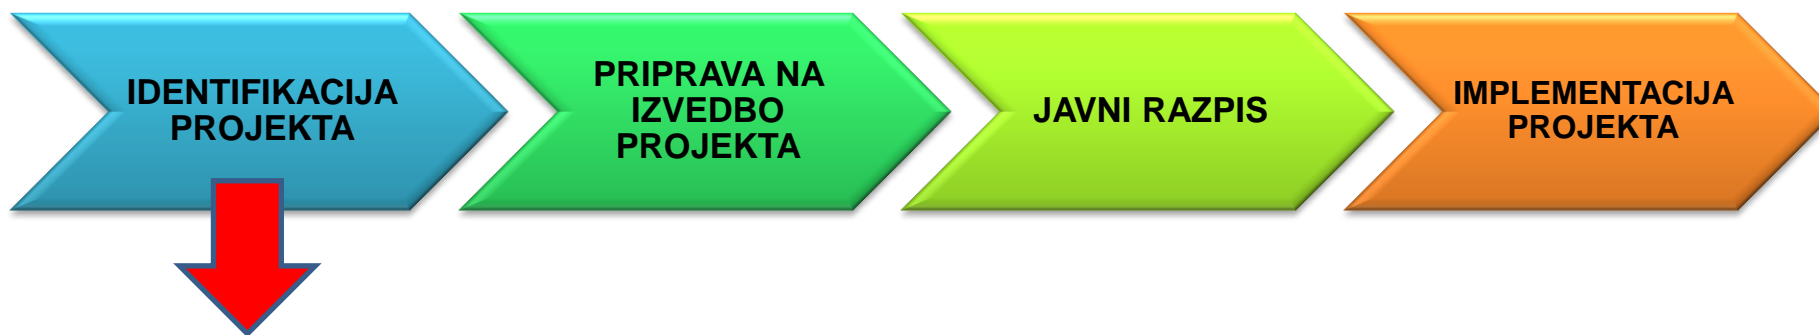 IDENTIFIKACIJA
PROJEKTA
PRIPRAVA NA
IZVEDBO
PROJEKTA
JAVNI RAZPIS
IMPLEMENTACIJA
PROJEKTA